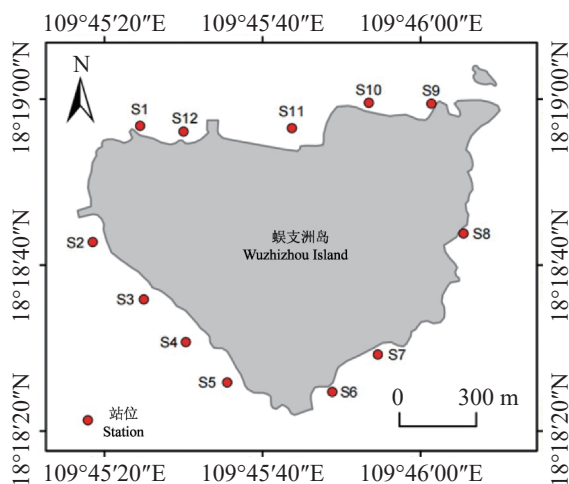 109°45′20″E 109°45′40″E 109°46′00″E
18°19′00″N
18°18′40″N
18°18′20″N
N
S1
S12
S11
S10
S9
S2
蜈支洲岛
Wuzhizhou Island
S8
S3
S4
S5
S6
S7
站位
Station
0 300 m
18°19′00″N
18°18′40″N
18°18′20″N
109°45′20″E 109°45′40″E 109°46′00″E